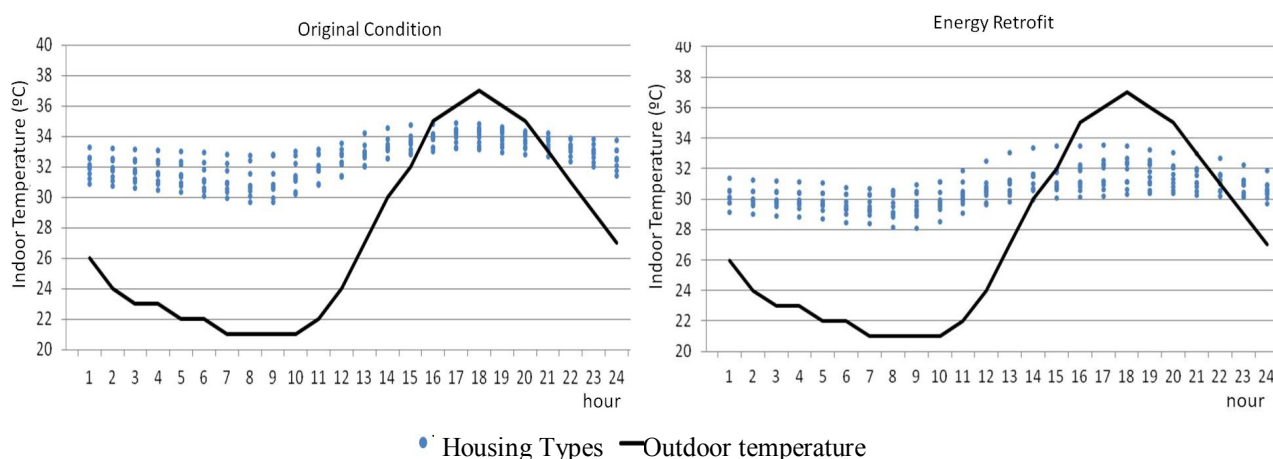 Original Condition
Energy Retrofit
Indoor Temperature (ºC)
40
38
36
34
32
30
28
26
24
22
20
1 2 3 4 5 6 7 8 9 10 11 12 13 14 15 16 17 18 19 20 21 22 23 24
hour
Indoor Temperature (ºC)
40
38
36
34
32
30
28
26
24
22
20
1 2 3 4 5 6 7 8 9 10 11 12 13 14 15 16 17 18 19 20 21 22 23 24
nour
Housing Types
Outdoor temperature